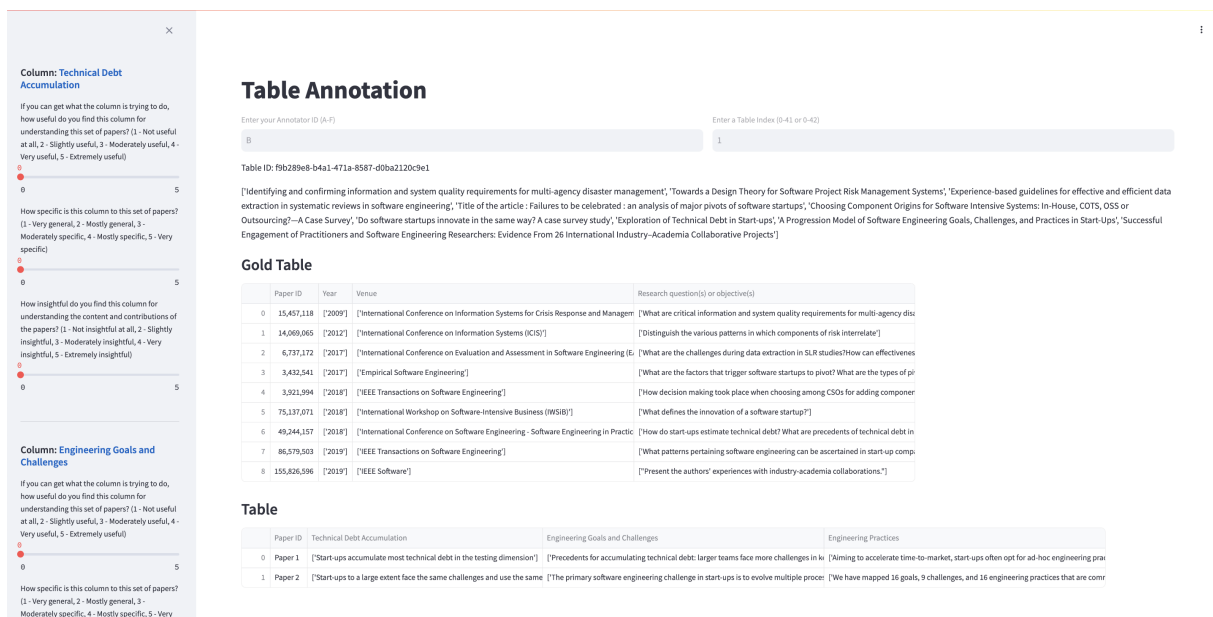 ×
Column: Technical Debt
Accumulation
If you can get what the column is trying to do,
how useful do you find this column for
understanding this set of papers? (1 - Not useful
at all, 2 - Slightly useful, 3 - Moderately useful, 4 -
Very useful, 5 - Extremely useful)
0
0 5
How specific is this column to this set of papers?
(1 - Very general, 2 - Mostly general, 3 -
Moderately specific, 4 - Mostly specific, 5 - Very
specific)
0
0 5
How insightful do you find this column for
understanding the content and contributions of
the papers? (1 - Not insightful at all, 2 - Slightly
insightful, 3 - Moderately insightful, 4 - Very
insightful, 5 - Extremely insightful)
0
0 5
Column: Engineering Goals and
Challenges
If you can get what the column is trying to do,
how useful do you find this column for
understanding this set of papers? (1 - Not useful
at all, 2 - Slightly useful, 3 - Moderately useful, 4 -
Very useful, 5 - Extremely useful)
0
0 5
How specific is this column to this set of papers?
(1 - Very general, 2 - Mostly general, 3 -
Moderately specific, 4 - Mostly specific, 5 - Very
Table Annotation
Enter your Annotator ID (A-F) Enter a Table Index (0-41 or 0-42)
B 1
Table ID: f9b289e8-b4a1-471a-8587-d0ba2120c9e1
['Identifying and confirming information and system quality requirements for multi-agency disaster management', 'Towards a Design Theory for Software Project Risk Management Systems', 'Experience-based guidelines for effective and efficient data
extraction in systematic reviews in software engineering', 'Title of the article : Failures to be celebrated : an analysis of major pivots of software startups', 'Choosing Component Origins for Software Intensive Systems: In-House, COTS, OSS or
Outsourcing?—A Case Survey', 'Do software startups innovate in the same way? A case survey study', 'Exploration of Technical Debt in Start-ups', 'A Progression Model of Software Engineering Goals, Challenges, and Practices in Start-Ups', 'Successful
Engagement of Practitioners and Software Engineering Researchers: Evidence From 26 International Industry–Academia Collaborative Projects']
Gold Table
Paper ID Year Venue Research question(s) or objective(s)
0 15,457,118 ['2009'] ['International Conference on Information Systems for Crisis Response and Managem ['What are critical information and system quality requirements for multi-agency disa
1 14,069,065 ['2012'] ['International Conference on Information Systems (ICIS)'] ['Distinguish the various patterns in which components of risk interrelate']
2 6,737,172 ['2017'] ['International Conference on Evaluation and Assessment in Software Engineering (EA ['What are the challenges during data extraction in SLR studies?How can effectivenes
3 3,432,541 ['2017'] ['Empirical Software Engineering'] ['What are the factors that trigger software startups to pivot? What are the types of piv
4 3,921,994 ['2018'] ['IEEE Transactions on Software Engineering'] ['How decision making took place when choosing among CSOs for adding componen
5 75,137,071 ['2018'] ['International Workshop on Software-Intensive Business (IWSiB)'] ['What defines the innovation of a software startup?']
6 49,244,157 ['2018'] ['International Conference on Software Engineering - Software Engineering in Practic ['How do start-ups estimate technical debt? What are precedents of technical debt in
7 86,579,503 ['2019'] ['IEEE Transactions on Software Engineering'] ['What patterns pertaining software engineering can be ascertained in start-up compa
8 155,826,596 ['2019'] ['IEEE Software'] ["Present the authors' experiences with industry-academia collaborations."]
Table
Paper ID Technical Debt Accumulation Engineering Goals and Challenges Engineering Practices
0 Paper 1 ['Start-ups accumulate most technical debt in the testing dimension'] ['Precedents for accumulating technical debt: larger teams face more challenges in ke ['Aiming to accelerate time-to-market, start-ups often opt for ad-hoc engineering prac
1 Paper 2 ['Start-ups to a large extent face the same challenges and use the same ['The primary software engineering challenge in start-ups is to evolve multiple proces ['We have mapped 16 goals, 9 challenges, and 16 engineering practices that are comm